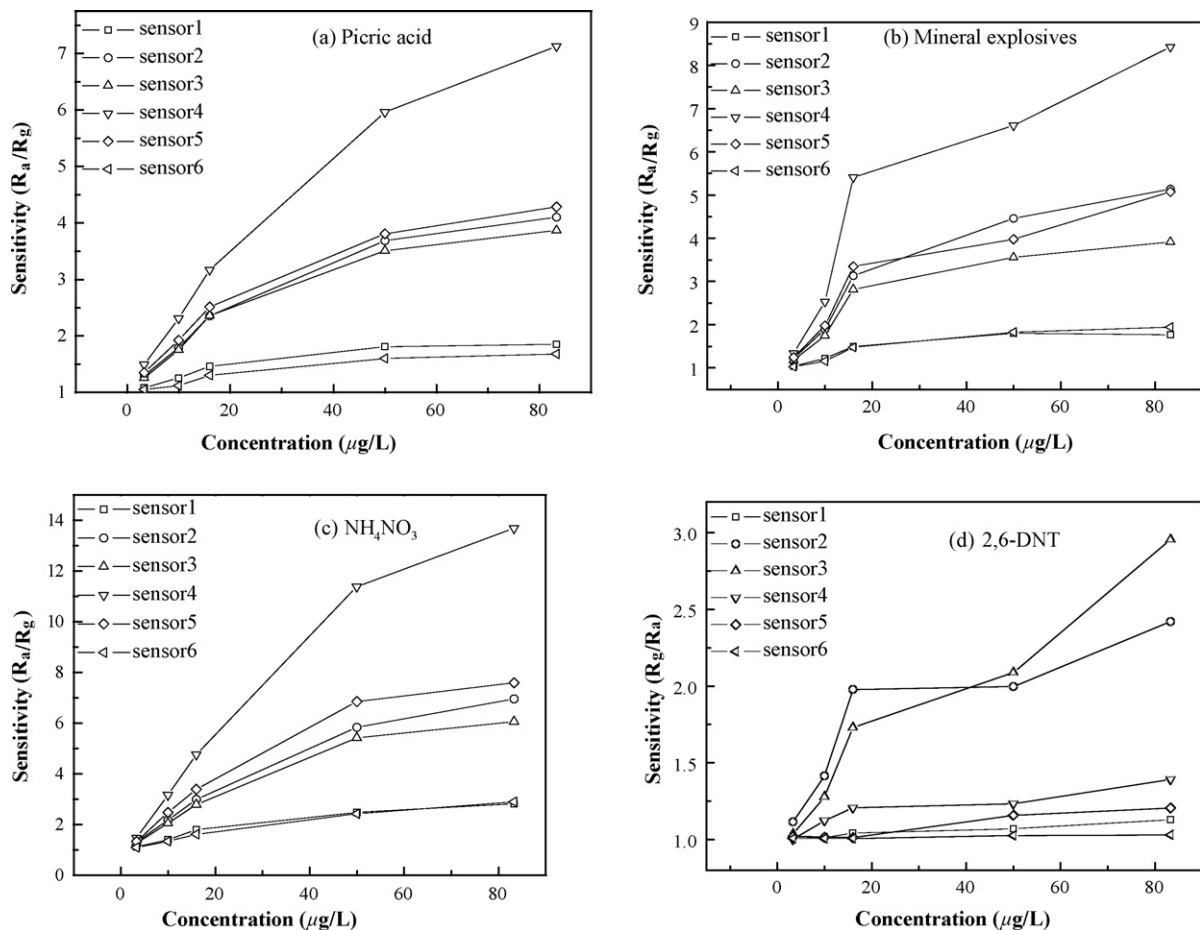 (a) Picric acid
sensor1
sensor2
sensor3
sensor4
sensor5
sensor6
7
6
5
4
3
2
1
Sensitivity (Ra/Rg)
0
20
40
60
80
Concentration (µg/L)
(b) Mineral explosives
sensor1
sensor2
sensor3
sensor4
sensor5
sensor6
9
8
7
6
5
4
3
2
1
Sensitivity (Ra/Rg)
0
20
40
60
80
Concentration (µg/L)
(c) NH4NO3
sensor1
sensor2
sensor3
sensor4
sensor5
sensor6
14
12
10
8
6
4
2
0
Sensitivity (Ra/Rg)
0
20
40
60
80
Concentration (µg/L)
(d) 2,6-DNT
sensor1
sensor2
sensor3
sensor4
sensor5
sensor6
3.0
2.5
2.0
1.5
1.0
Sensitivity (Rg/Ra)
0
20
40
60
80
Concentration (µg/L)